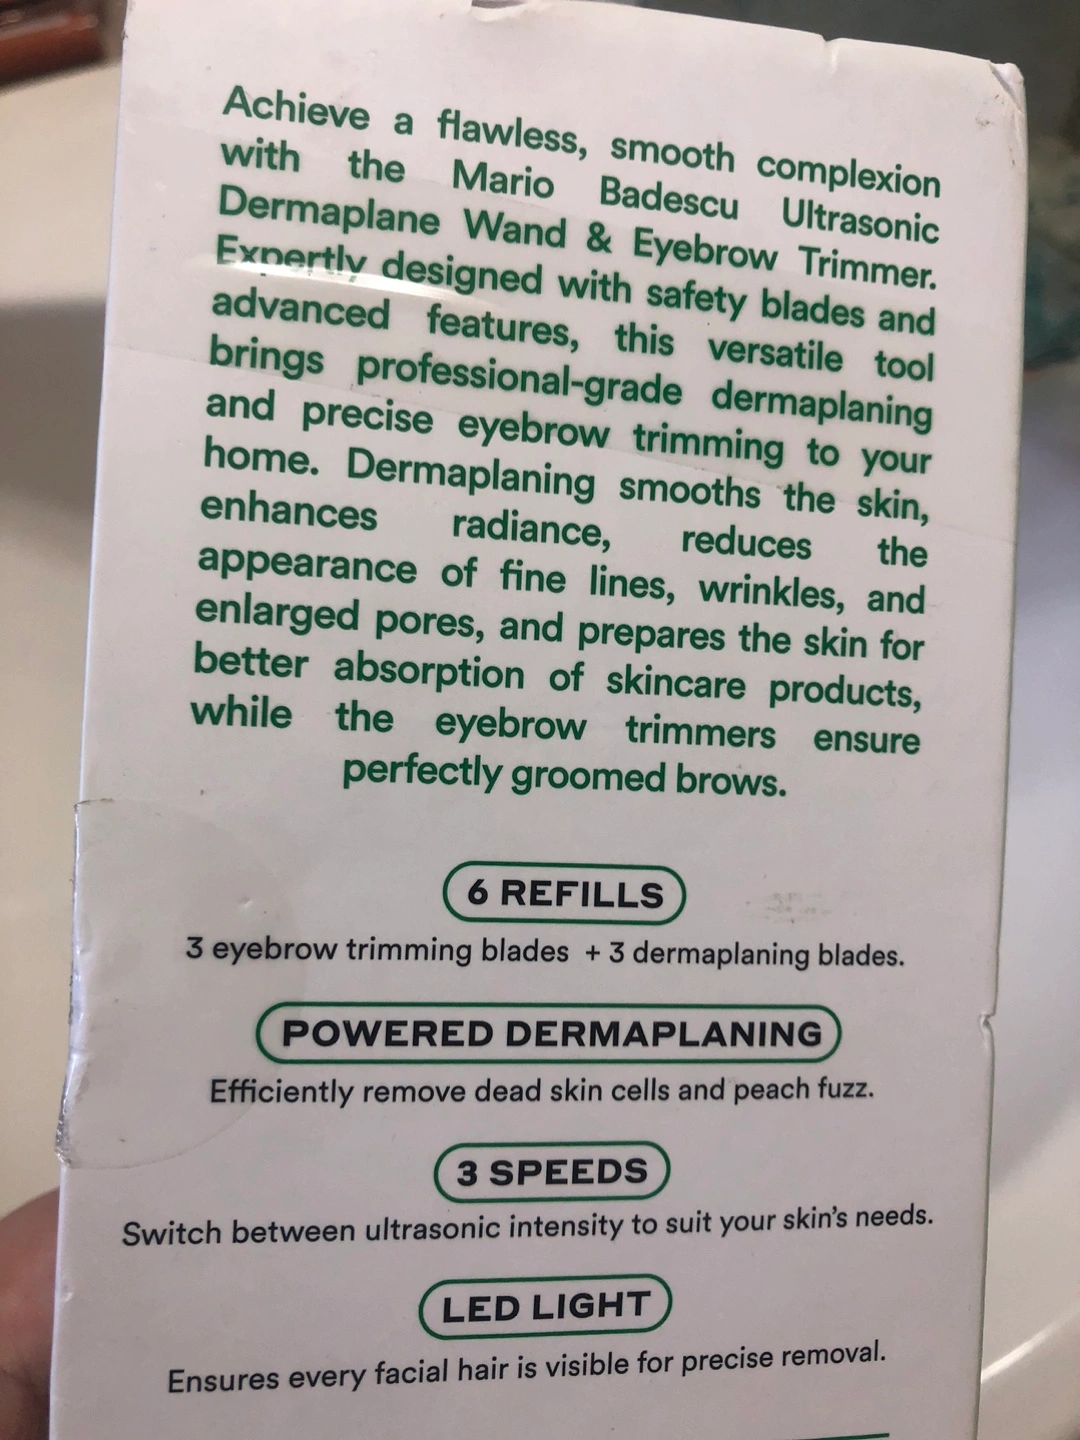 Achieve a flawless, smooth complexion
with the Mario Badescu Ultrasonic
Dermaplane Wand & Eyebrow Trimmer.
Expertly designed with safety blades and
advanced features, this versatile tool
brings professional-grade dermaplaning
and precise eyebrow trimming to your
home. Dermaplaning smooths the skin,
enhances radiance, reduces the
appearance of fine lines, wrinkles, and
enlarged pores, and prepares the skin for
better absorption of skincare products,
while the eyebrow trimmers ensure
perfectly groomed brows.
6 REFILLS
3 eyebrow trimming blades + 3 dermaplaning blades.
POWERED DERMAPLANING
Efficiently remove dead skin cells and peach fuzz.
3 SPEEDS
Switch between ultrasonic intensity to suit your skin's needs.
LED LIGHT
Ensures every facial hair is visible for precise removal.